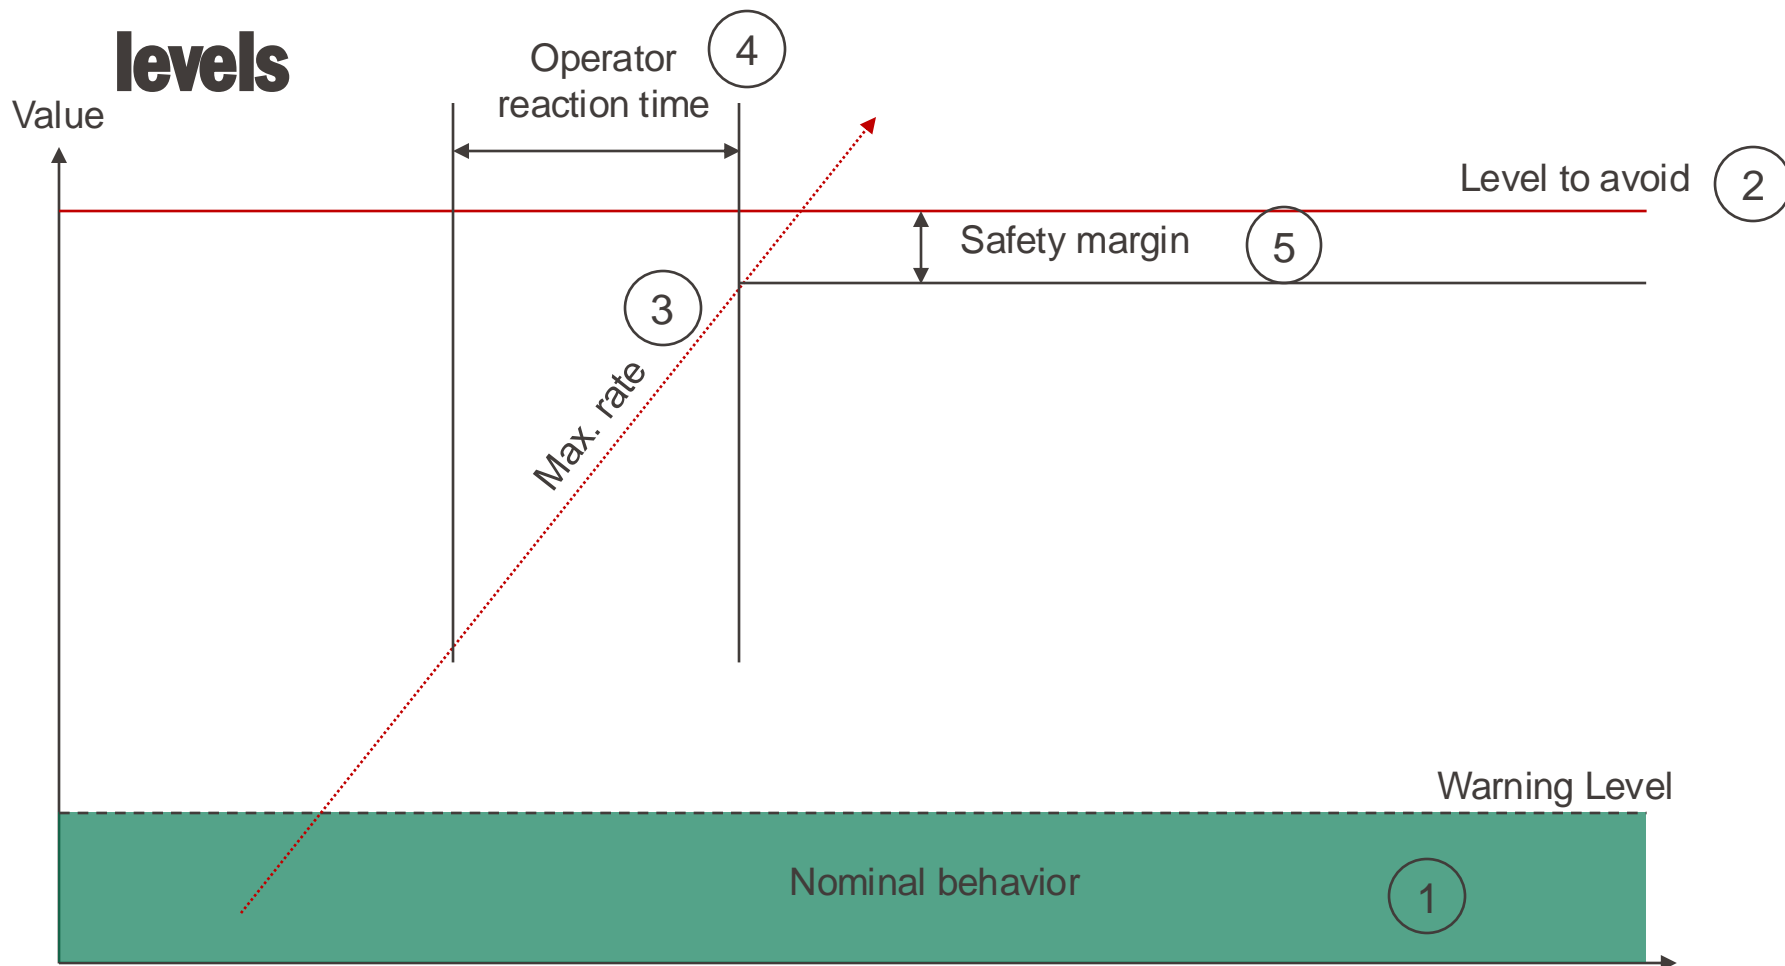 levels
Value
Operator
reaction time
4
Level to avoid
2
Safety margin
5
3
Max. rate
Warning Level
Nominal behavior
1